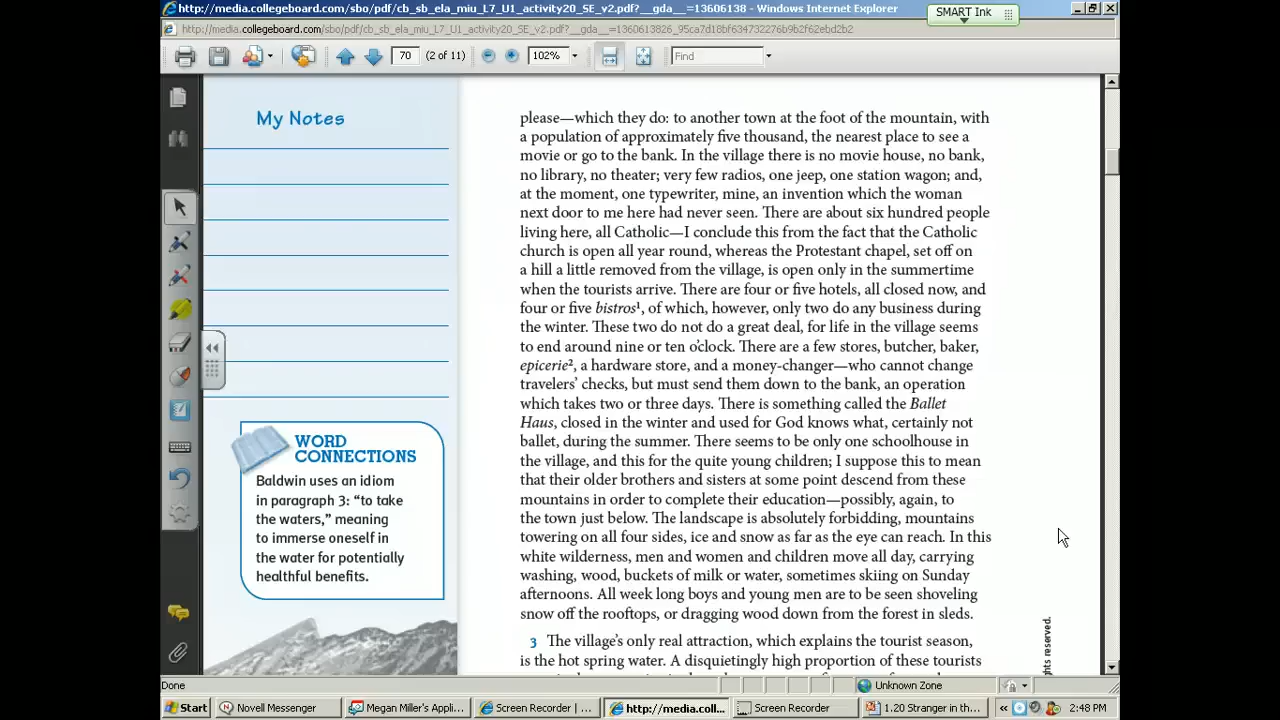 http://media.collegeboard.com/sbo/pdf/cb_sb_ela_miu_L7_U1_activity20_SE_v2.pdf?__gda__=13606138 - Windows Internet Explorer
SMART Ink
http://media.collegeboard.com/sbo/pdf/cb_sb_ela_miu_L7_U1_activity20_SE_v2.pdf?__gda__=1360613826_95ca7d18bf634732276b9b2f62ebd2b2
70 (2 of 11) 102% Find
My Notes
please—which they do: to another town at the foot of the mountain, with
a population of approximately five thousand, the nearest place to see a
movie or go to the bank. In the village there is no movie house, no bank,
no library, no theater; very few radios, one jeep, one station wagon; and,
at the moment, one typewriter, mine, an invention which the woman
next door to me here had never seen. There are about six hundred people
living here, all Catholic—I conclude this from the fact that the Catholic
church is open all year round, whereas the Protestant chapel, set off on
a hill a little removed from the village, is open only in the summertime
when the tourists arrive. There are four or five hotels, all closed now, and
four or five bistros¹, of which, however, only two do any business during
the winter. These two do not do a great deal, for life in the village seems
to end around nine or ten o'clock. There are a few stores, butcher, baker,
epicerie², a hardware store, and a money-changer—who cannot change
travelers' checks, but must send them down to the bank, an operation
which takes two or three days. There is something called the Ballet
Haus, closed in the winter and used for God knows what, certainly not
ballet, during the summer. There seems to be only one schoolhouse in
the village, and this for the quite young children; I suppose this to mean
that their older brothers and sisters at some point descend from these
mountains in order to complete their education—possibly, again, to
the town just below. The landscape is absolutely forbidding, mountains
towering on all four sides, ice and snow as far as the eye can reach. In this
white wilderness, men and women and children move all day, carrying
washing, wood, buckets of milk or water, sometimes skiing on Sunday
afternoons. All week long boys and young men are to be seen shoveling
snow off the rooftops, or dragging wood down from the forest in sleds.
3 The village's only real attraction, which explains the tourist season,
is the hot spring water. A disquietingly high proportion of these tourists
WORD
CONNECTIONS
Baldwin uses an idiom
in paragraph 3: “to take
the waters,” meaning
to immerse oneself in
the water for potentially
healthful benefits.
ghts reserved.
Done
Unknown Zone
Start
Novell Messenger
Megan Miller's Appli...
Screen Recorder | ...
http://media.coll...
Screen Recorder
1.20 Stranger in th...
2:48 PM